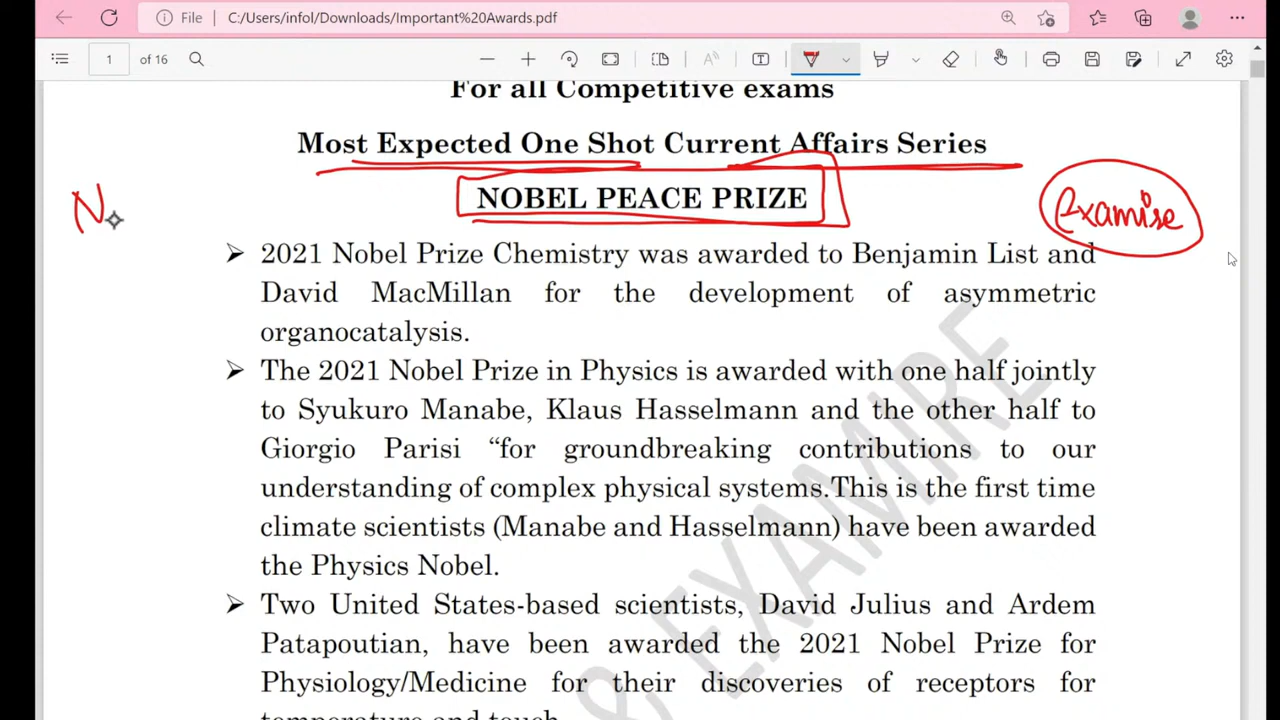 File
C:/Users/infol/Downloads/Important%20Awards.pdf
1 of 16
For all Competitive exams
Most Expected One Shot Current Affairs Series
NOBEL PEACE PRIZE
N
Examire
➢ 2021 Nobel Prize Chemistry was awarded to Benjamin List and
David MacMillan for the development of asymmetric
organocatalysis.
➢ The 2021 Nobel Prize in Physics is awarded with one half jointly
to Syukuro Manabe, Klaus Hasselmann and the other half to
Giorgio Parisi “for groundbreaking contributions to our
understanding of complex physical systems.This is the first time
climate scientists (Manabe and Hasselmann) have been awarded
the Physics Nobel.
➢ Two United States-based scientists, David Julius and Ardem
Patapoutian, have been awarded the 2021 Nobel Prize for
Physiology/Medicine for their discoveries of receptors for
temperature and touch.
& EXAMIRE